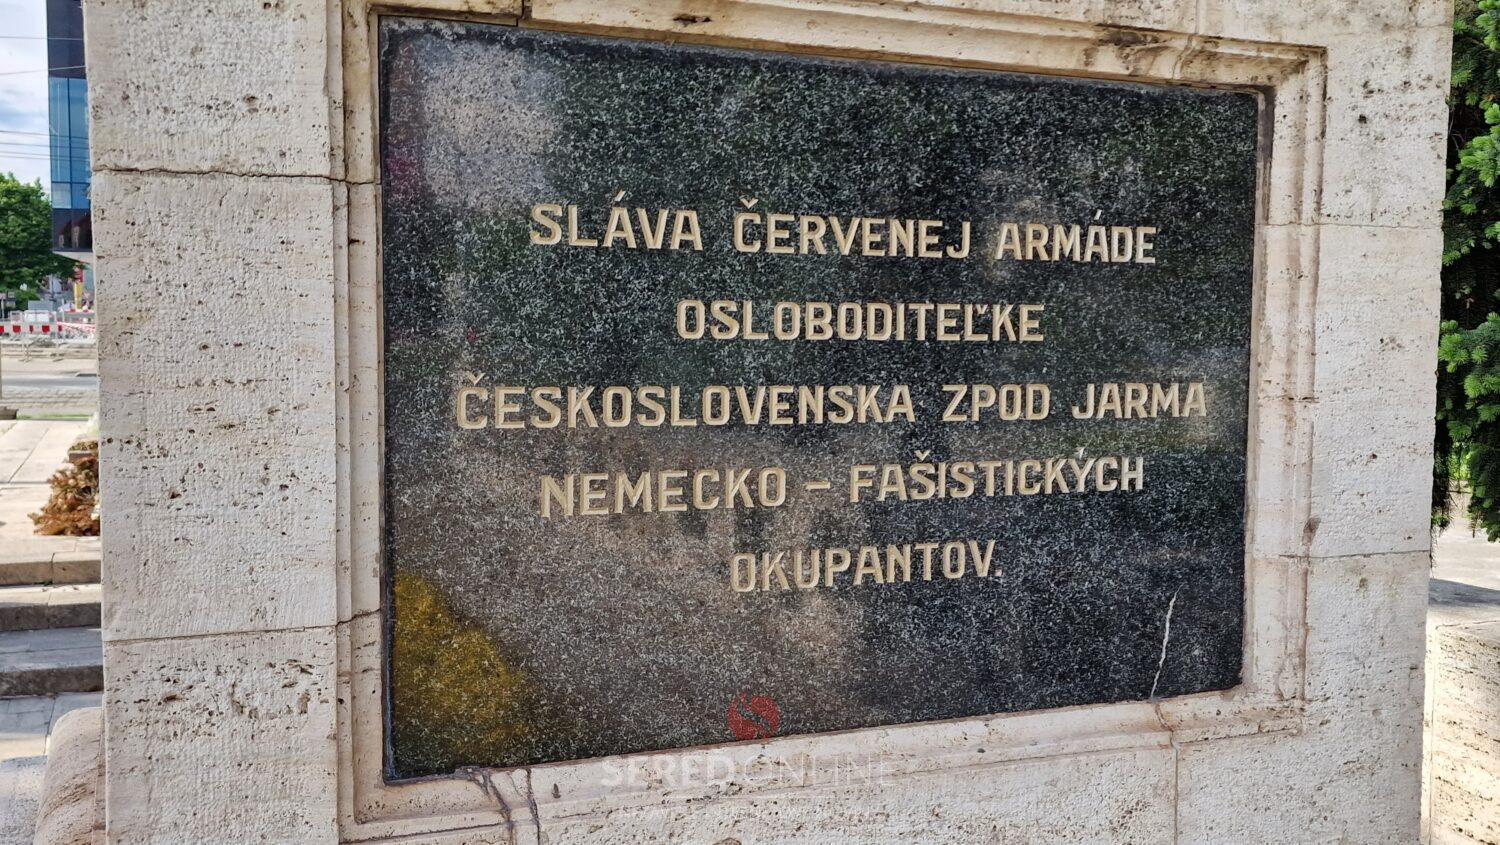 SLÁVA ČERVENEJ ARMÁDE
OSLOBODITEĽKE
ČESKOSLOVENSKA ZPOD JARMA
NEMECKO – FAŠISTICKÝCH
OKUPANTOV.
SEREDONLINE